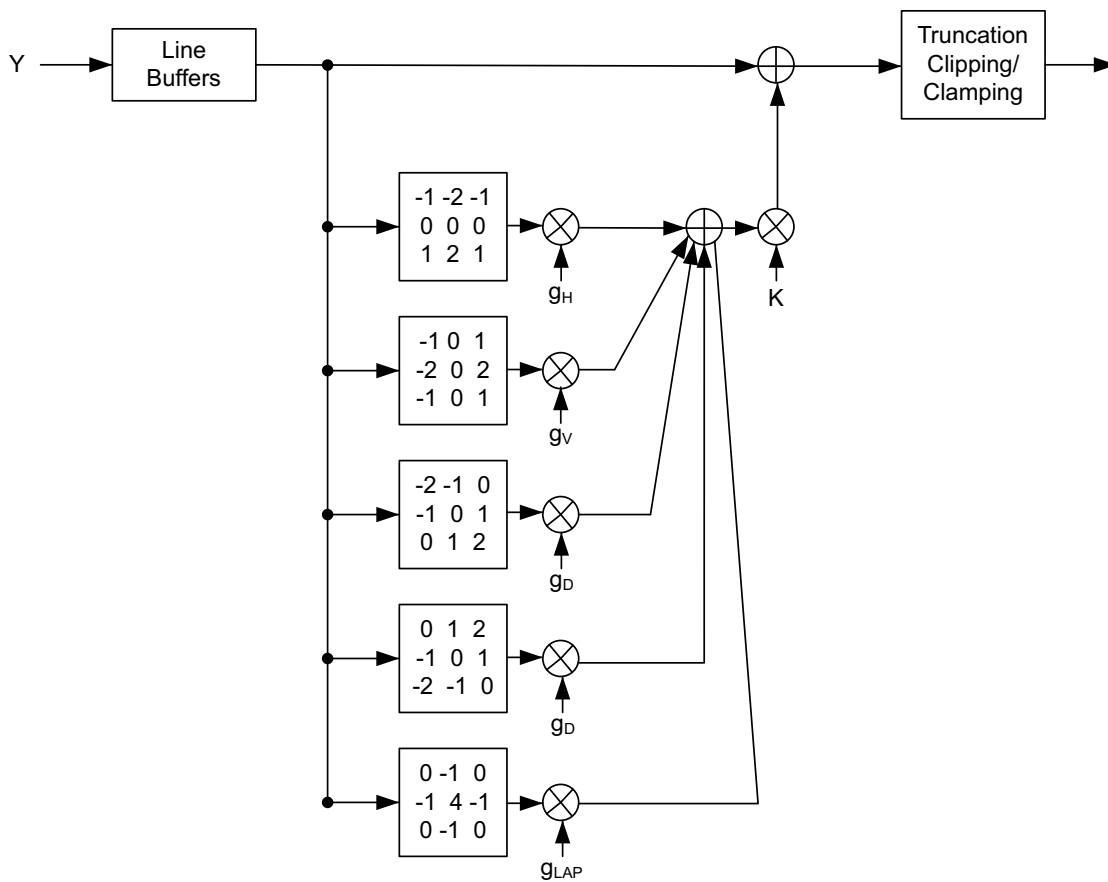 Y
Line
Buffers
Truncation
Clipping/
Clamping
-1 -2 -1
0 0 0
1 2 1
gH
K
-1 0 1
-2 0 2
-1 0 1
gV
-2 -1 0
-1 0 1
0 1 2
gD
0 1 2
-1 0 1
-2 -1 0
gD
0 -1 0
-1 4 -1
0 -1 0
gLAP